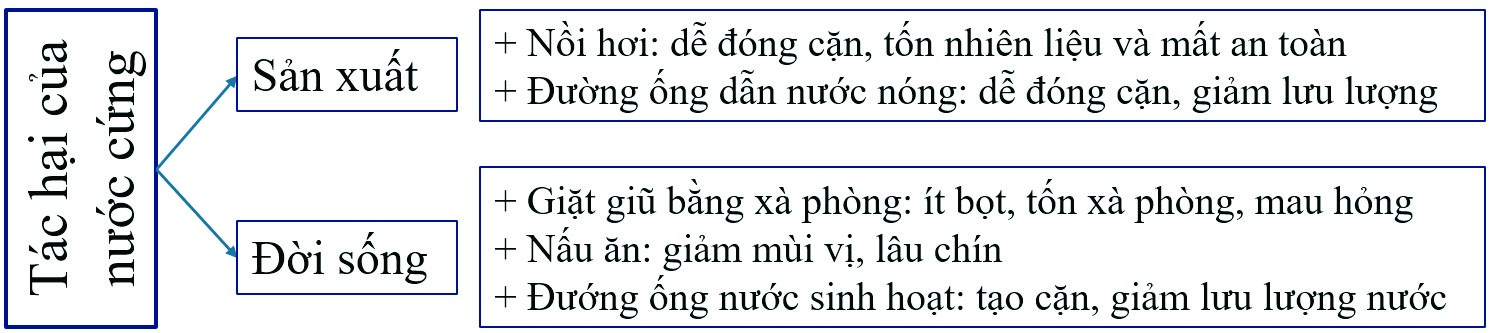 Tác hại của
nước cứng
Sản xuất
+ Nồi hơi: dễ đóng cặn, tốn nhiên liệu và mất an toàn
+ Đường ống dẫn nước nóng: dễ đóng cặn, giảm lưu lượng
Đời sống
+ Giặt giũ bằng xà phòng: ít bọt, tốn xà phòng, mau hỏng
+ Nấu ăn: giảm mùi vị, lâu chín
+ Đướng ống nước sinh hoạt: tạo cặn, giảm lưu lượng nước